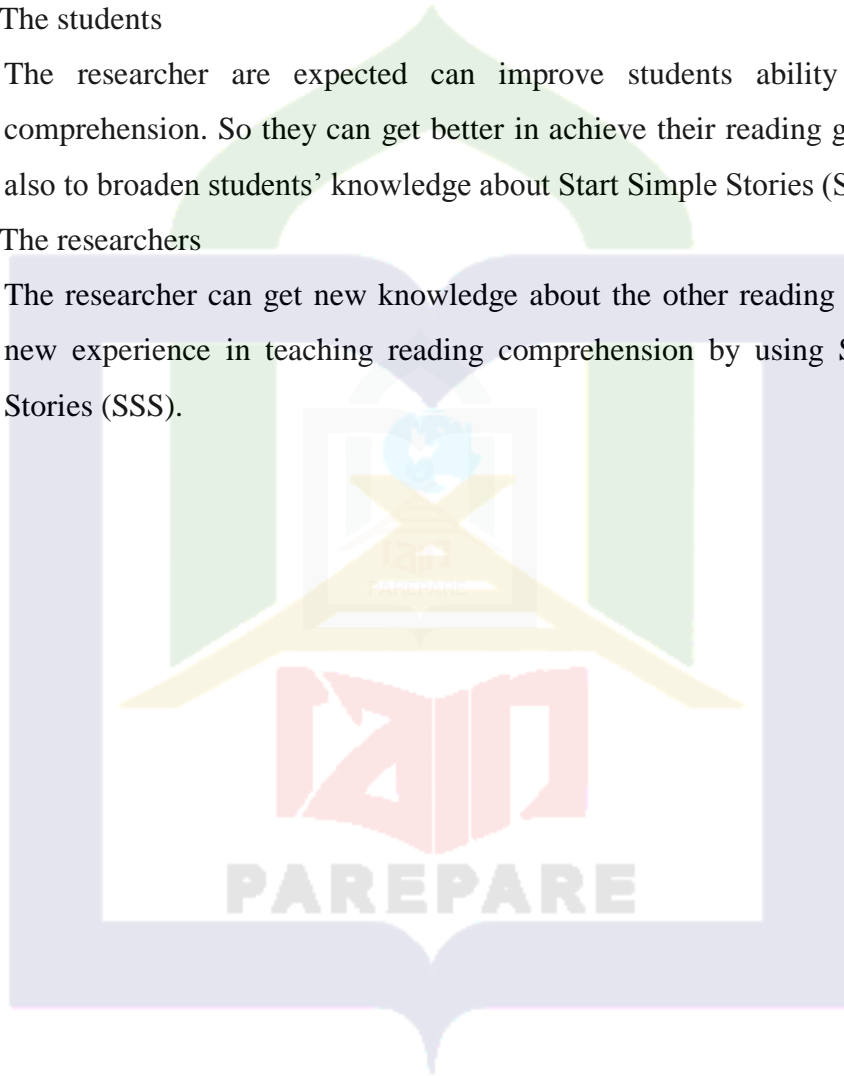 The students
The researcher are expected can improve students ability
comprehension. So they can get better in achieve their reading
also to broaden students' knowledge about Start Simple Stories
The researchers
The researcher can get new knowledge about the other reading
new experience in teaching reading comprehension by using
Stories (SSS).
PAREPARE
PAREPARE